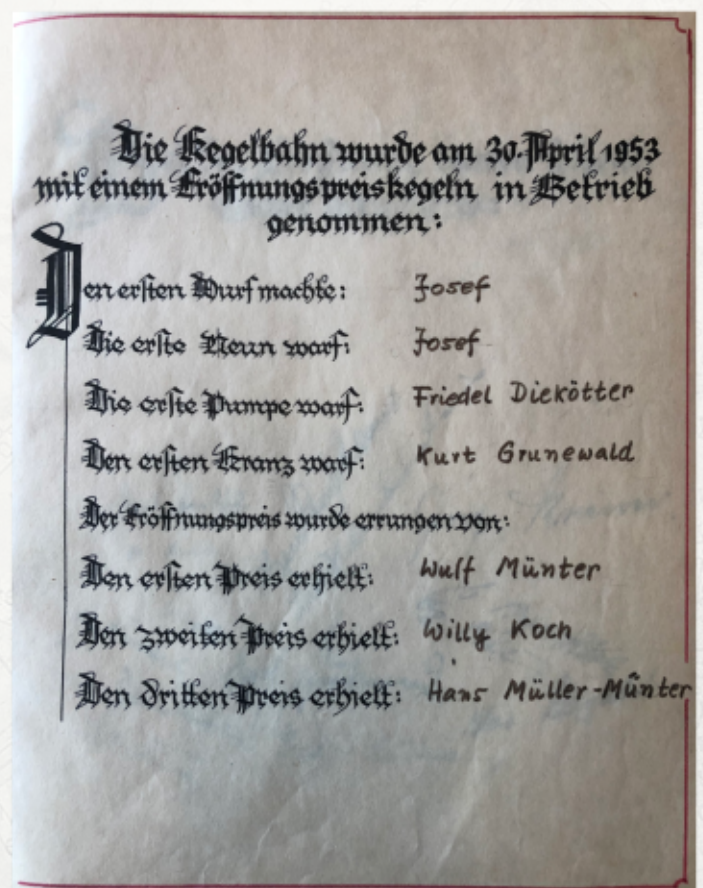 Die Kegelbahn wurde am 30. April 1953
mit einem Eröffnungspreiskegeln in Betrieb
genommen:
Den ersten Wurf machte: Josef
Die erste Neun warf: Josef
Die erste Pumpe warf: Friedel Diekötter
Den ersten Kranz warf: Kurt Grunewald
Der Eröffnungspreis wurde errungen von:
Den ersten Preis erhielt: Wulf Münter
Den zweiten Preis erhielt: Willy Koch
Den dritten Preis erhielt: Hans Müller-Münter